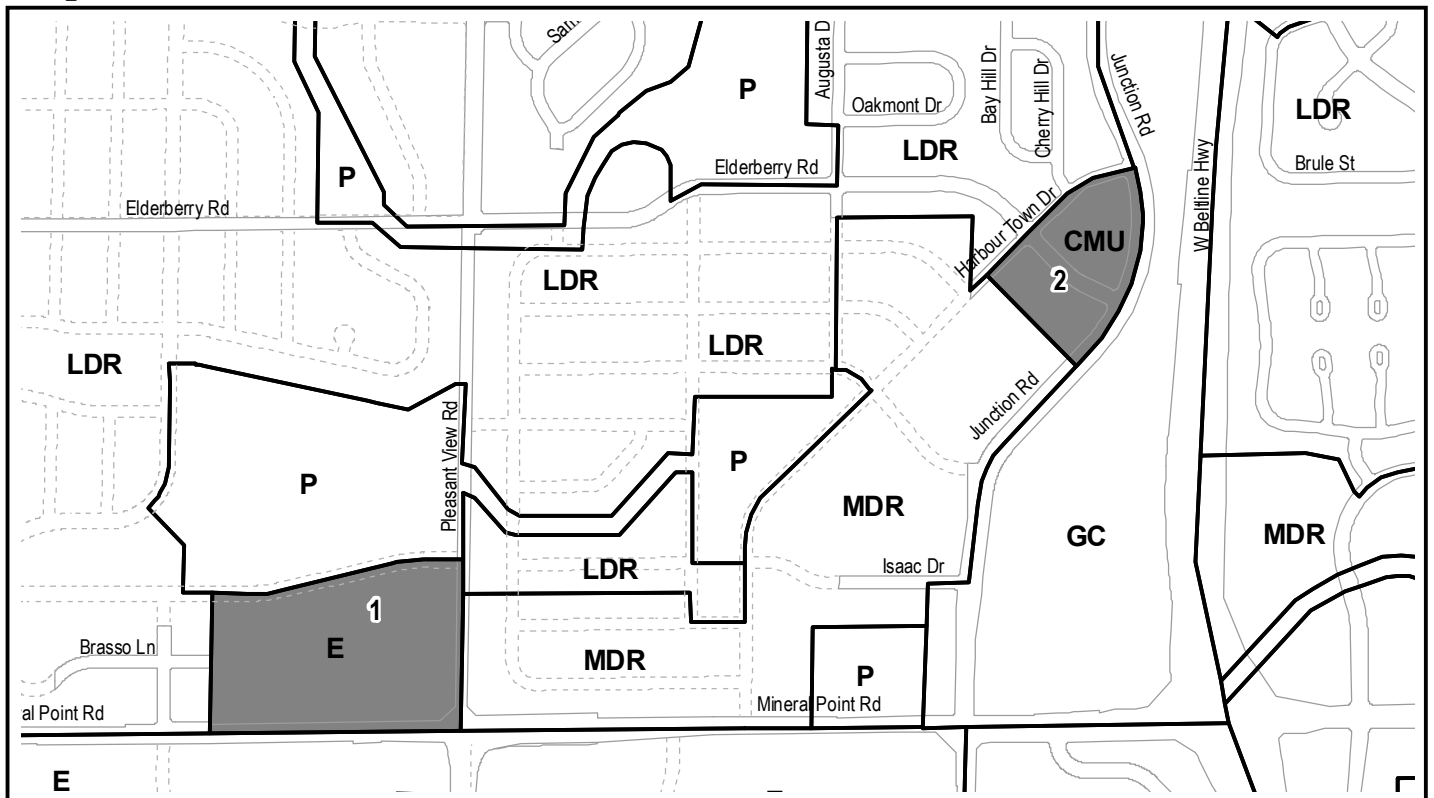 P
Augusta D
Oakmont Dr
Bay Hill Dr
Cherry Hill Dr
Junction Rd
LDR
LDR
Brule St
P
Elderberry Rd
Elderberry Rd
W Beltline Hwy
Harbour Town Dr
CMU
2
LDR
LDR
LDR
Junction Rd
Pleasant View Rd
P
P
MDR
GC
MDR
LDR
Isaac Dr
1
E
Brasso Ln
MDR
P
al Point Rd
Mineral Point Rd
E